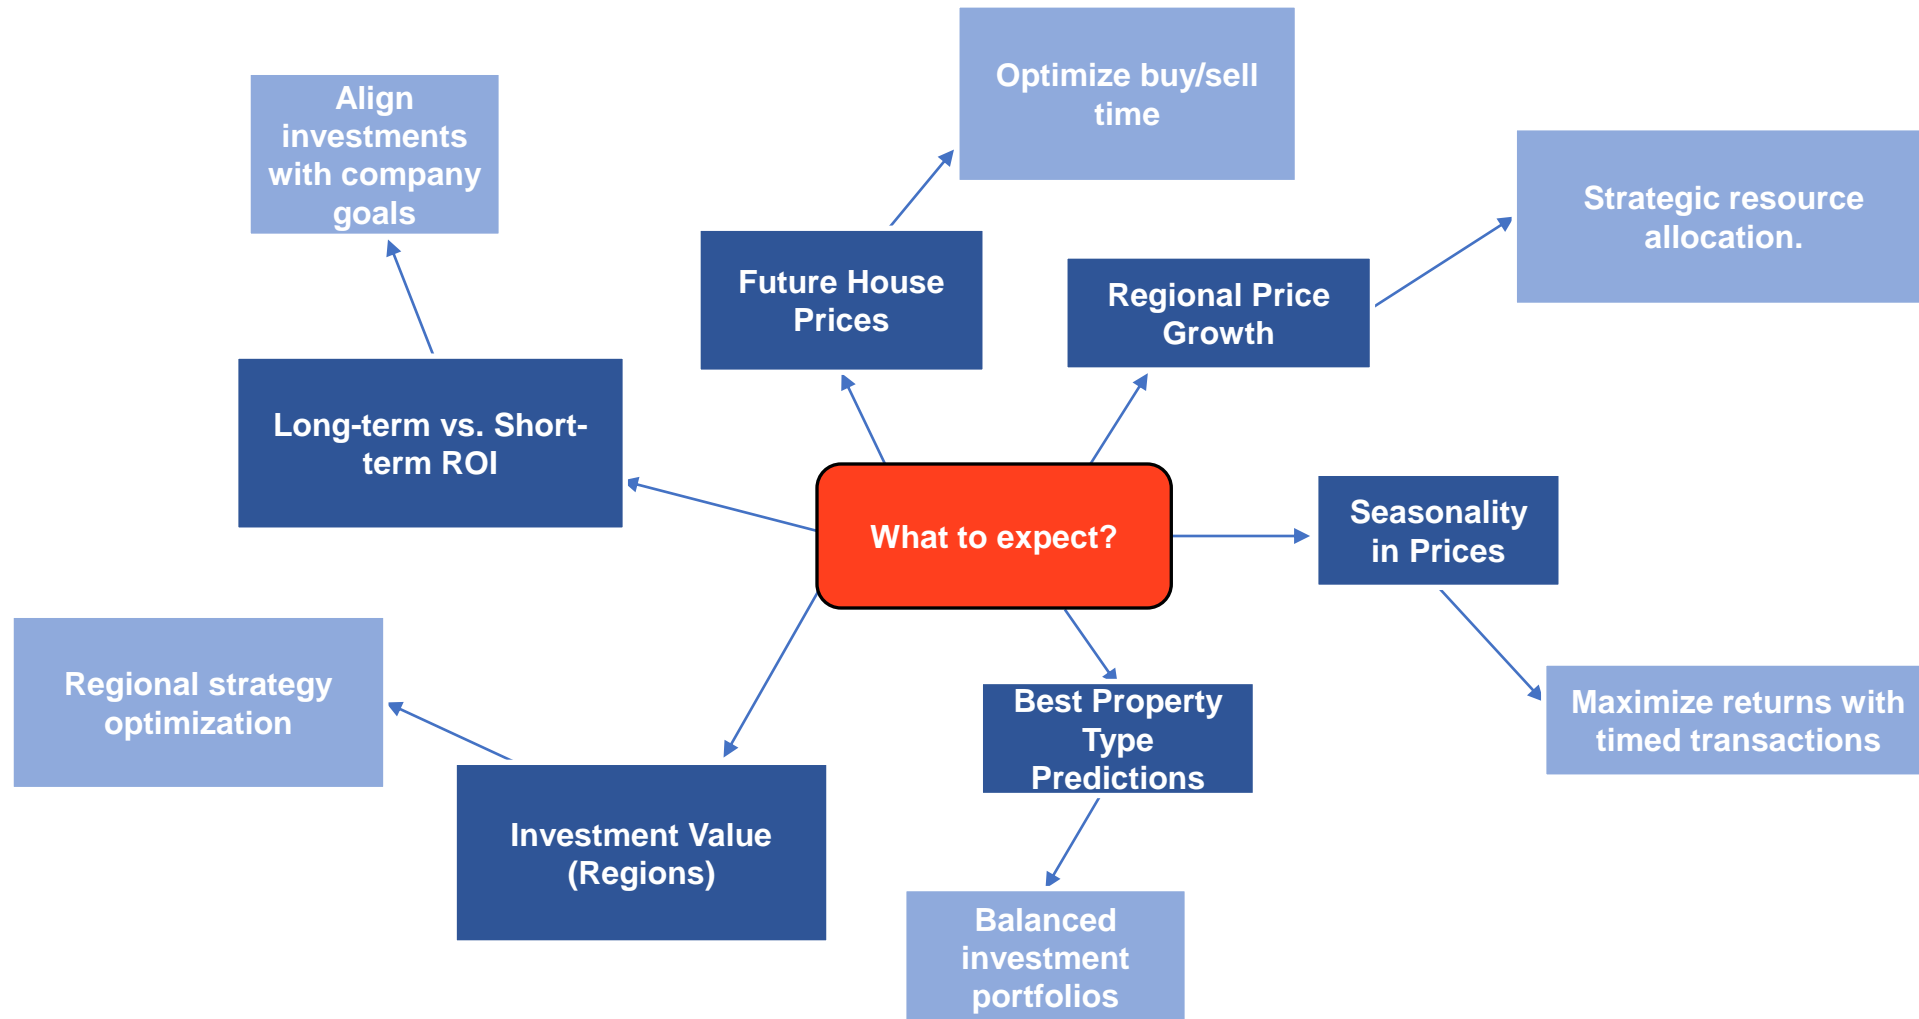 Optimize buy/sell
time
Align
investments
with company
goals
Strategic resource
allocation.
Future House
Prices
Regional Price
Growth
Long-term vs. Short-
term ROI
What to expect?
Seasonality
in Prices
Regional strategy
optimization
Best Property
Type
Predictions
Maximize returns with
timed transactions
Investment Value
(Regions)
Balanced
investment
portfolios